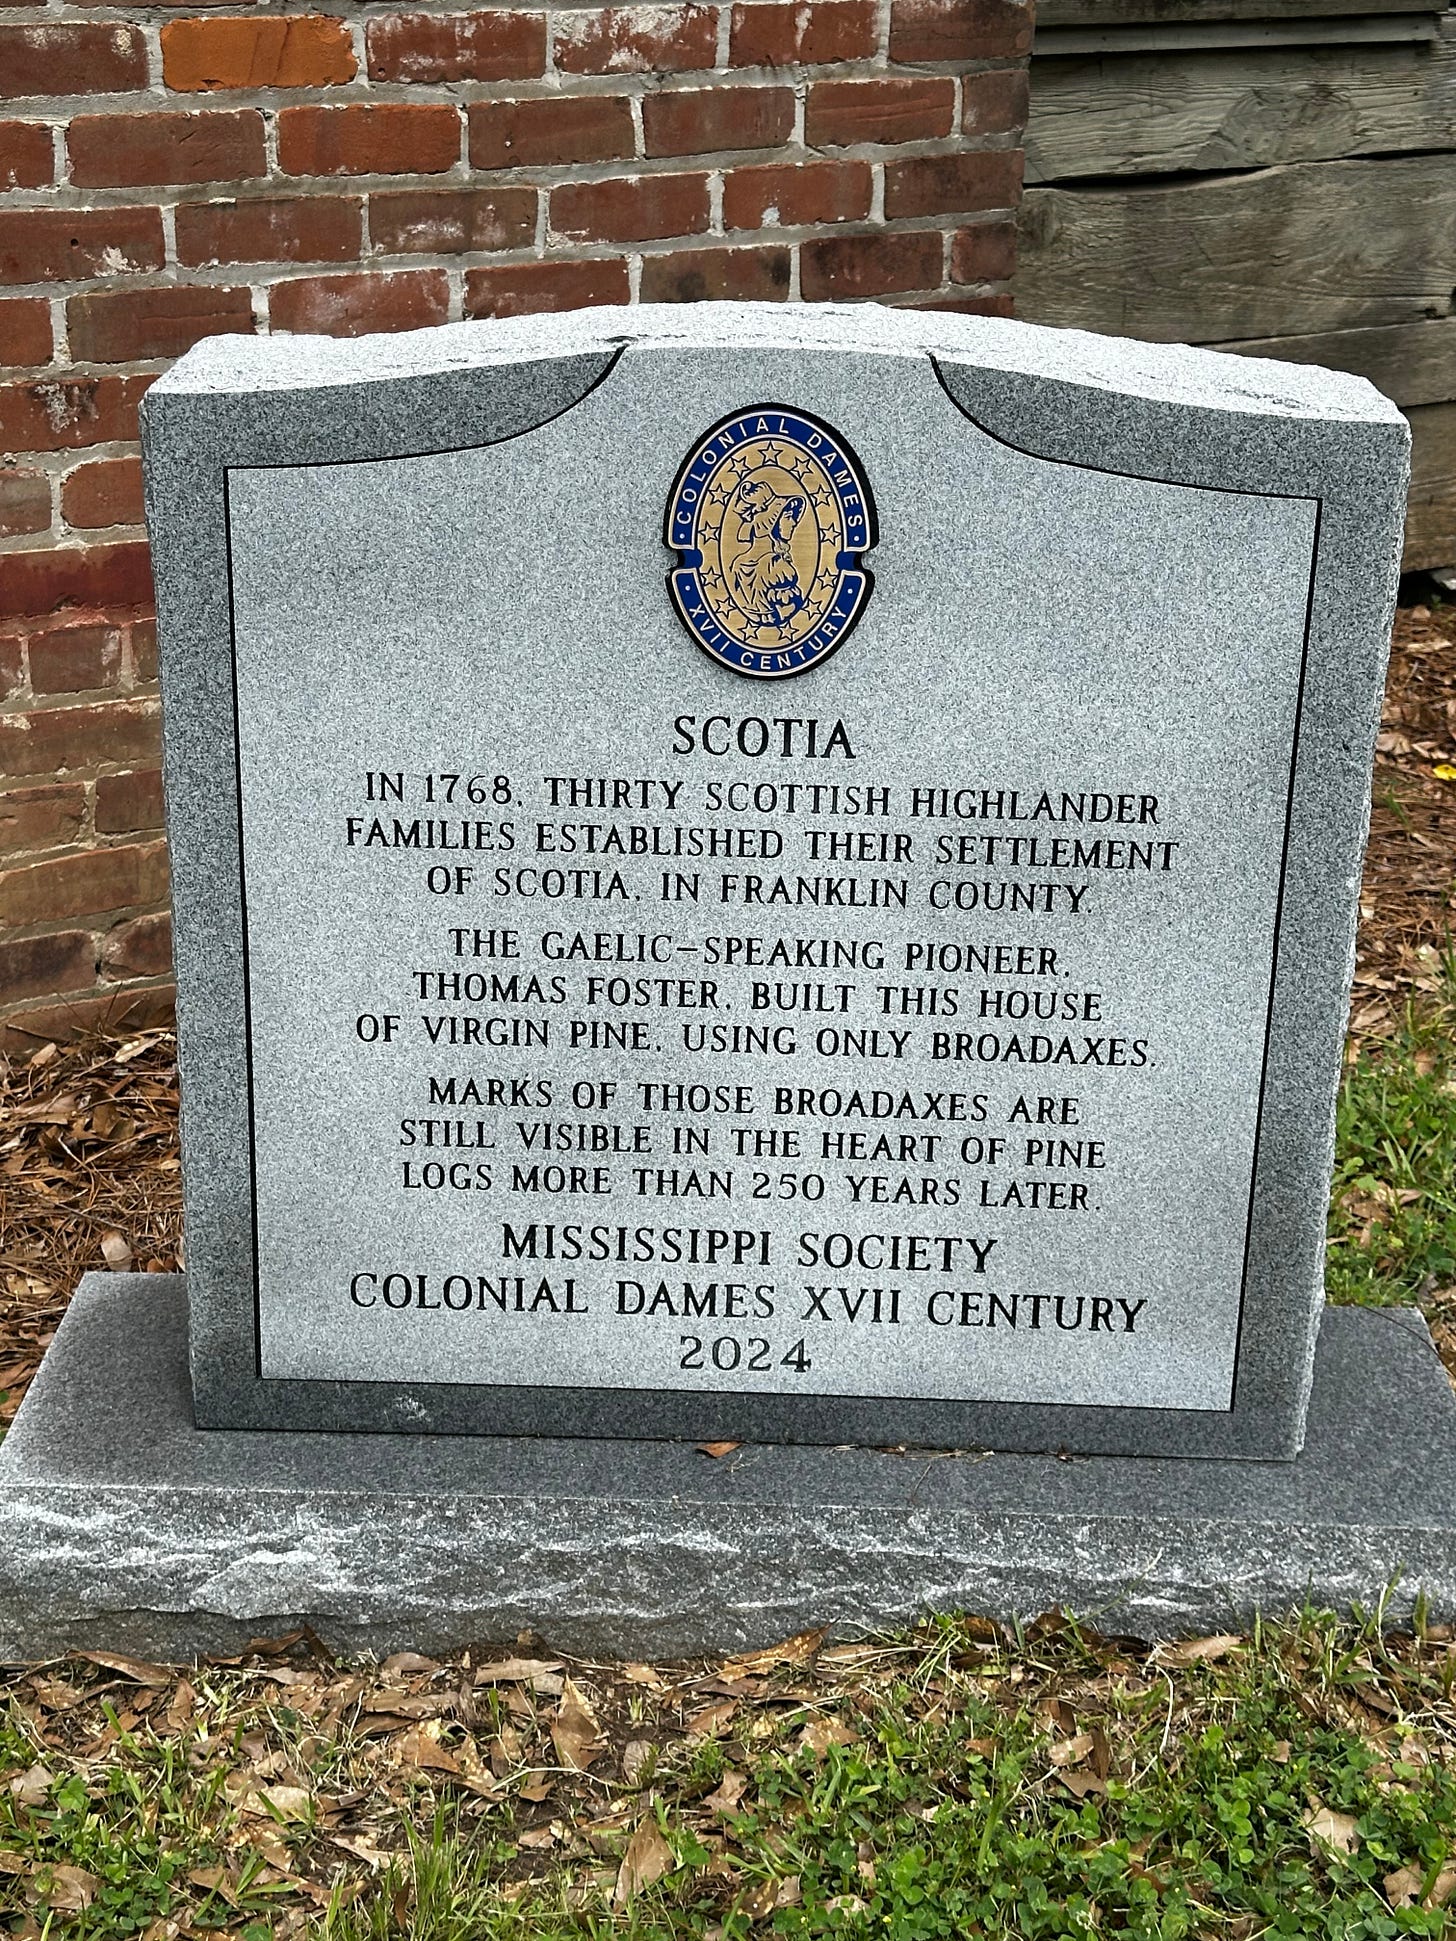 COLONIAL DAMES
XVII CENTURY
SCOTIA
IN 1768, THIRTY SCOTTISH HIGHLANDER
FAMILIES ESTABLISHED THEIR SETTLEMENT
OF SCOTIA, IN FRANKLIN COUNTY.
THE GAELIC-SPEAKING PIONEER,
THOMAS FOSTER, BUILT THIS HOUSE
OF VIRGIN PINE, USING ONLY BROADAXES.
MARKS OF THOSE BROADAXES ARE
STILL VISIBLE IN THE HEART OF PINE
LOGS MORE THAN 250 YEARS LATER.
MISSISSIPPI SOCIETY
COLONIAL DAMES XVII CENTURY
2024